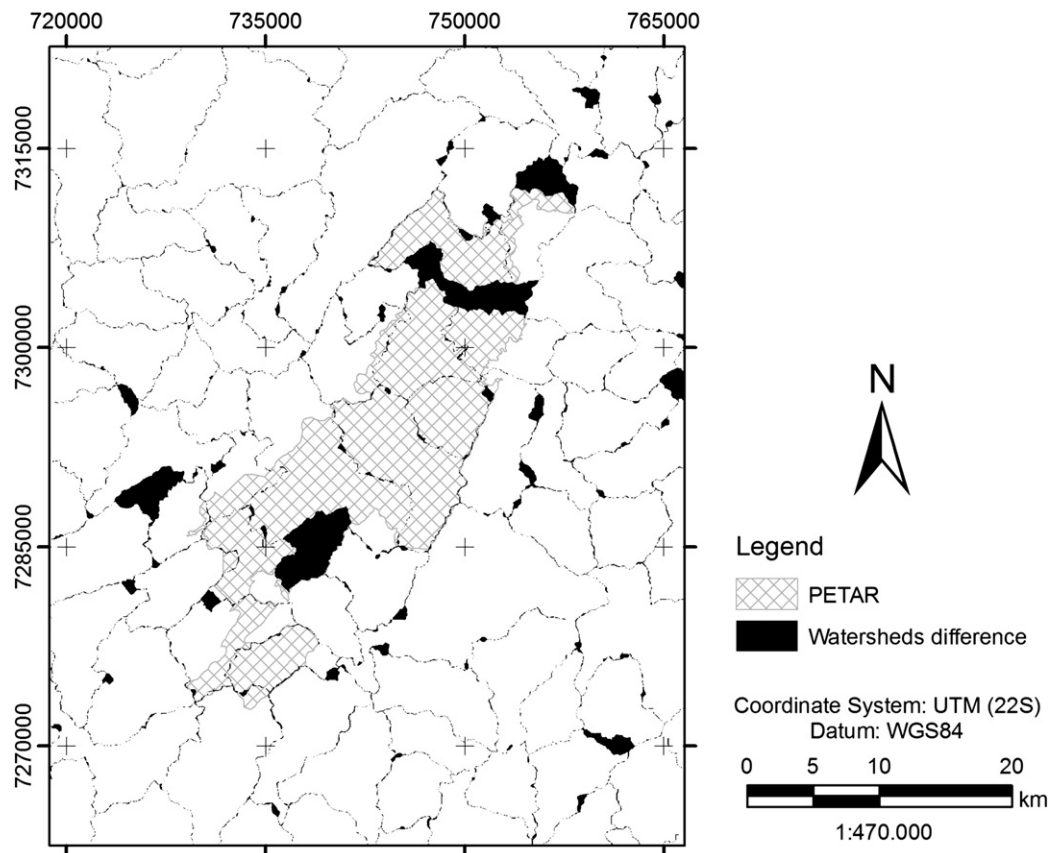 720000 735000 750000 765000
7315000
7300000
7285000
7270000
N
Legend
PETAR
Watersheds difference
Coordinate System: UTM (22S)
Datum: WGS84
0 5 10 20
km
1:470.000